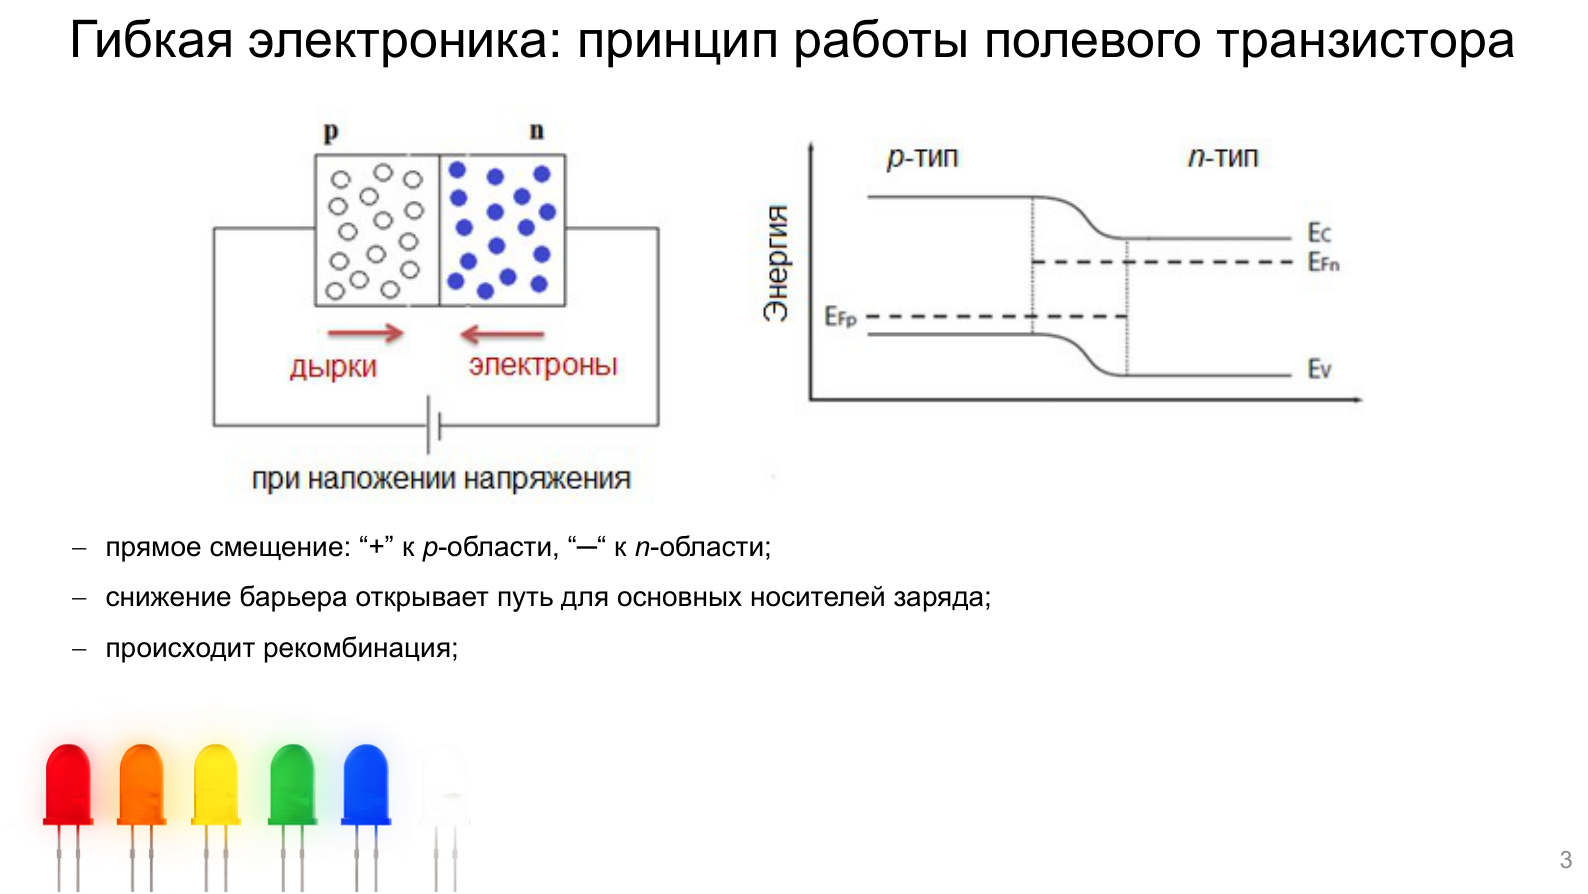 Гибкая электроника: принцип работы полевого транзистора
p n
дырки электроны
при наложении напряжения
Энергия
p-тип n-тип
Ec
EFn
EFp
Ev
– прямое смещение: “+” к p-области, “─“ к n-области;
– снижение барьера открывает путь для основных носителей заряда;
– происходит рекомбинация;
3